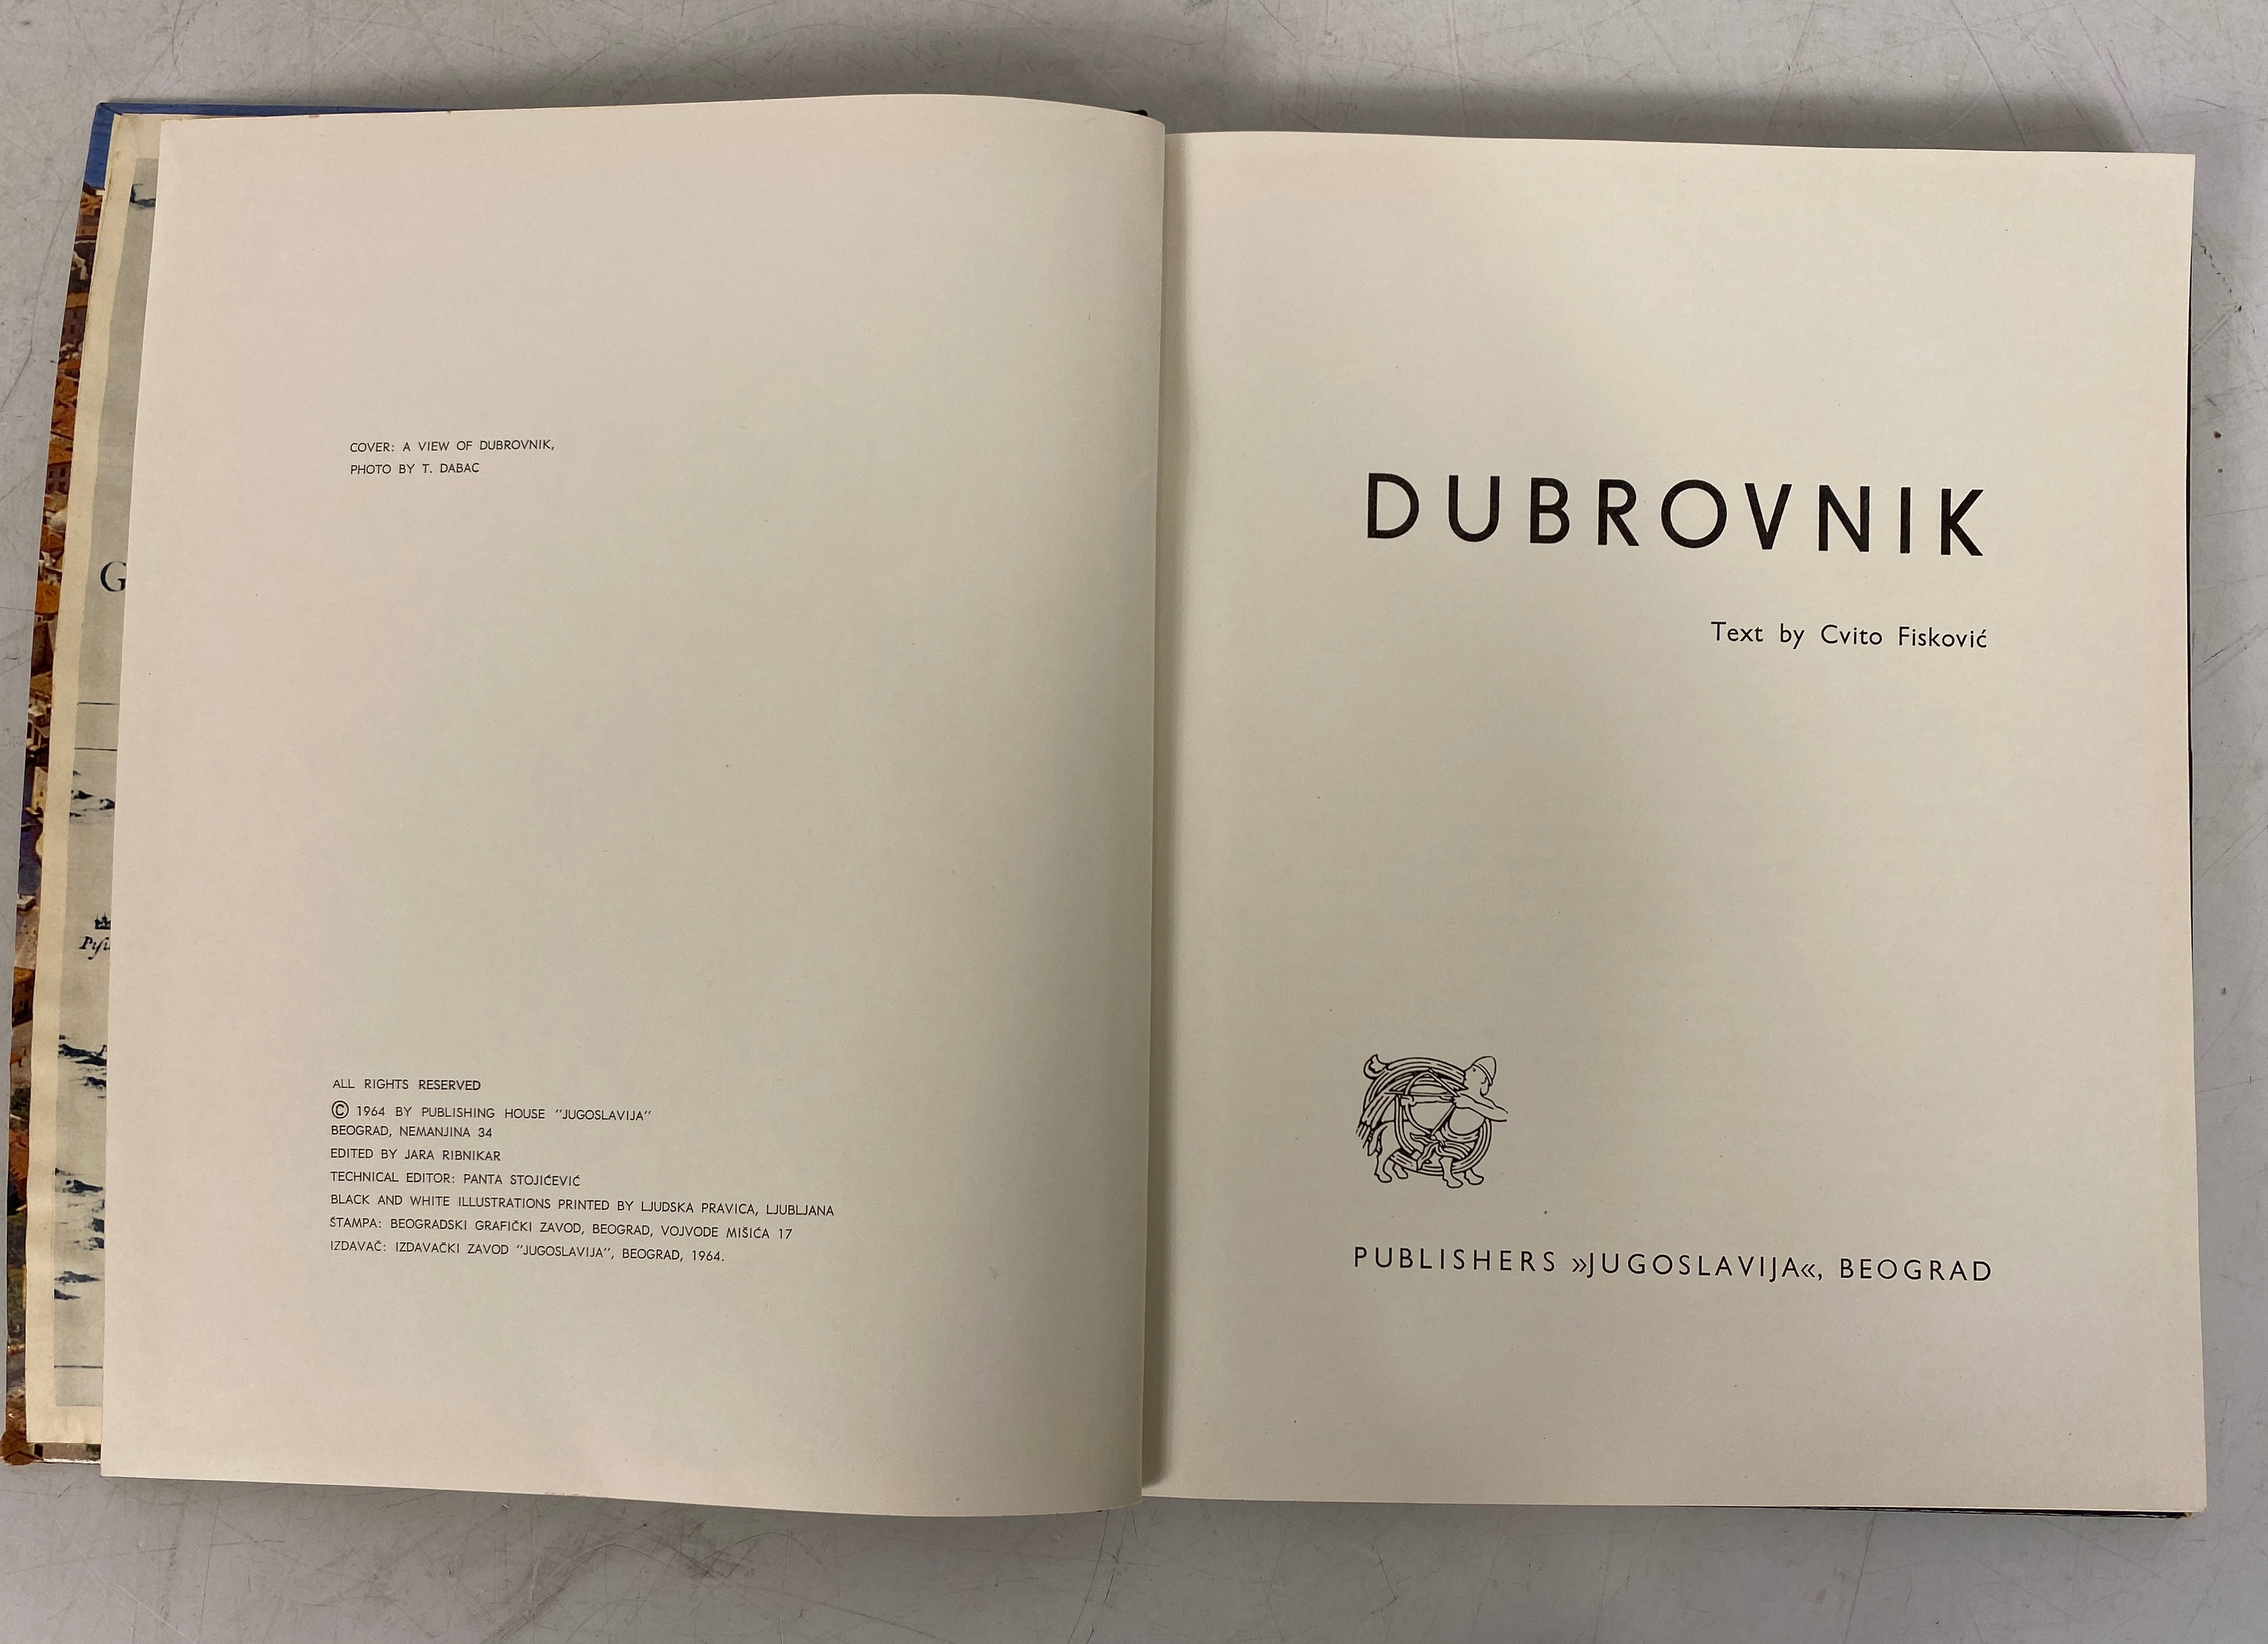 COVER: A VIEW OF DUBROVNIK,
PHOTO BY T. DABAC
ALL RIGHTS RESERVED
© 1964 BY PUBLISHING HOUSE "JUGOSLAVIJA"
BEOGRAD, NEMANJINA 34
EDITED BY JARA RIBNIKAR
TECHNICAL EDITOR: PANTA STOJIĆEVIĆ
BLACK AND WHITE ILLUSTRATIONS PRINTED BY LJUDSKA PRAVICA, LJUBLJANA
ŠTAMPA: BEOGRADSKI GRAFIČKI ZAVOD, BEOGRAD, VOJVODE MIŠIĆA 17
IZDAVAČ: IZDAVAČKI ZAVOD "JUGOSLAVIJA", BEOGRAD, 1964.
DUBROVNIK
Text by Cvito Fisković
PUBLISHERS »JUGOSLAVIJA«, BEOGRAD